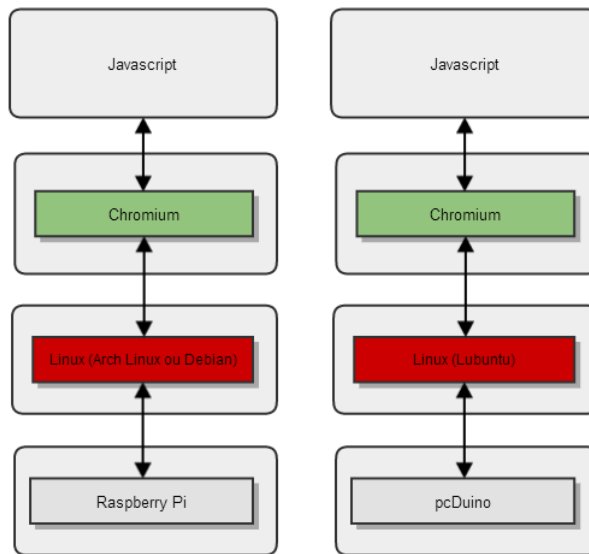 Javascript
Chromium
Linux (Arch Linux ou Debian)
Raspberry Pi
Javascript
Chromium
Linux (Lubuntu)
pcDuino